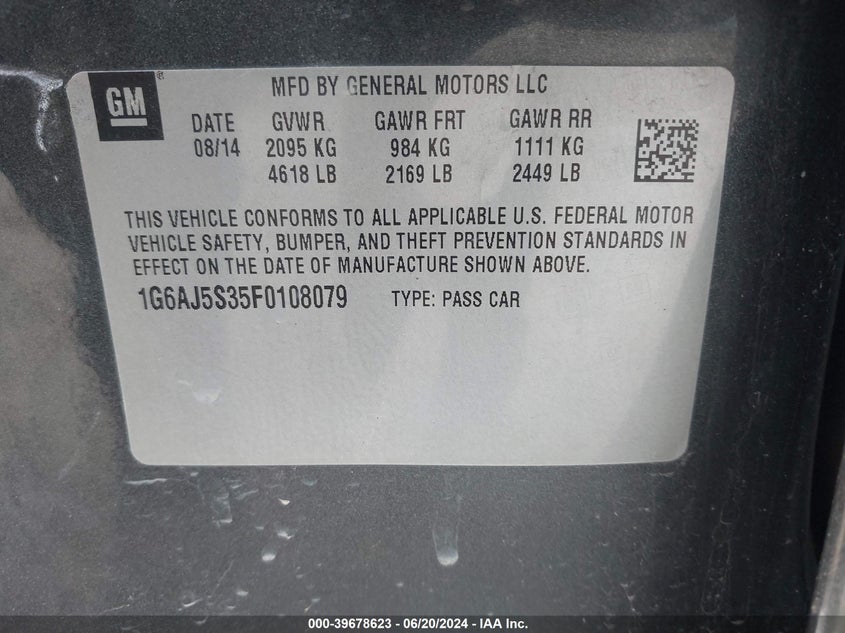 GM
MFD BY GENERAL MOTORS LLC
DATE GVWR GAWR FRT GAWR RR
08/14 2095 KG 984 KG 1111 KG
4618 LB 2169 LB 2449 LB
THIS VEHICLE CONFORMS TO ALL APPLICABLE U.S. FEDERAL MOTOR
VEHICLE SAFETY, BUMPER, AND THEFT PREVENTION STANDARDS IN
EFFECT ON THE DATE OF MANUFACTURE SHOWN ABOVE.
1G6AJ5S35F0108079 TYPE: PASS CAR
000-39678623 - 06/20/2024 - IAA Inc.